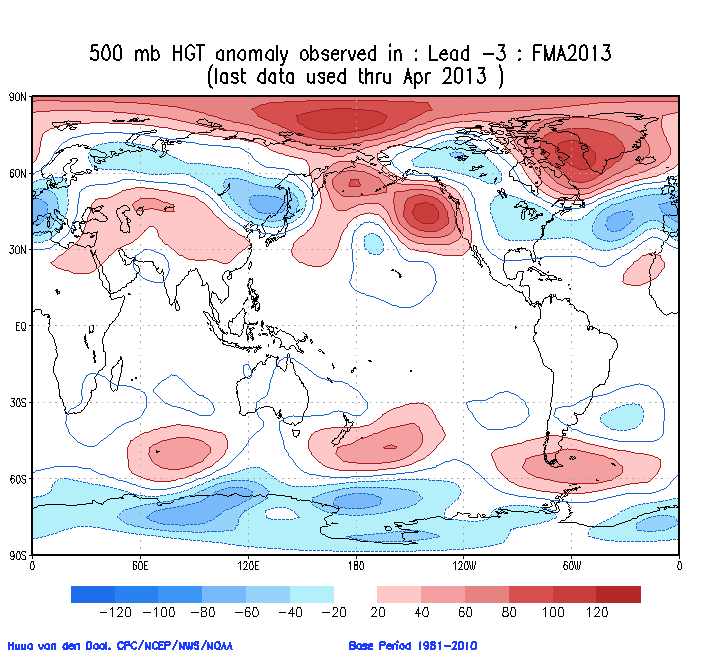 500 mb HGT anomaly observed in : Lead -3 : FMA2013
(last data used thru Apr 2013 )
90N
60N
30N
EQ
30S
60S
90S
0 60E 120E 180 120W 60W 0
-120 -100 -80 -60 -40 -20 20 40 60 80 100 120
Huug van den Dool, CPC/NCEP/NWS/NOAA Base Period 1981-2010